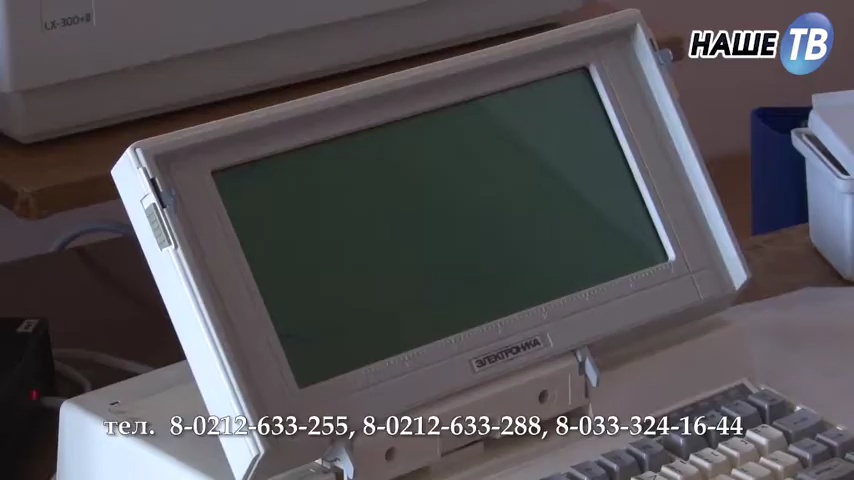 LX-300+II
НАШЕ ТВ
ЭЛЕКТРОНИКА
тел. 8-0212-633-255, 8-0212-633-288, 8-033-324-16-44